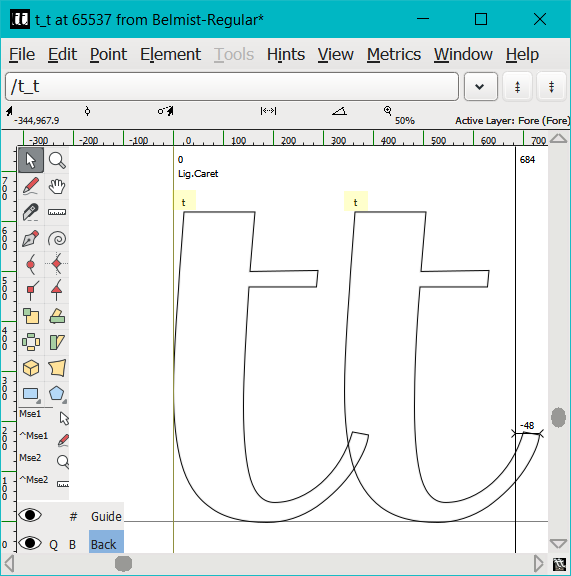 t_t at 65537 from Belmist-Regular*
File Edit Point Element Tools Hints View Metrics Window Help
/t_t
-344,967.9 50% Active Layer: Fore (Fore)
-300 -200 -100 0 100 200 300 400 500 600 700
0 684
Lig.Caret
t t
700
600
500
400
300
200
100
0
-48
Mse1
^Mse1
Mse2
^Mse2
# Guide
Q B Back